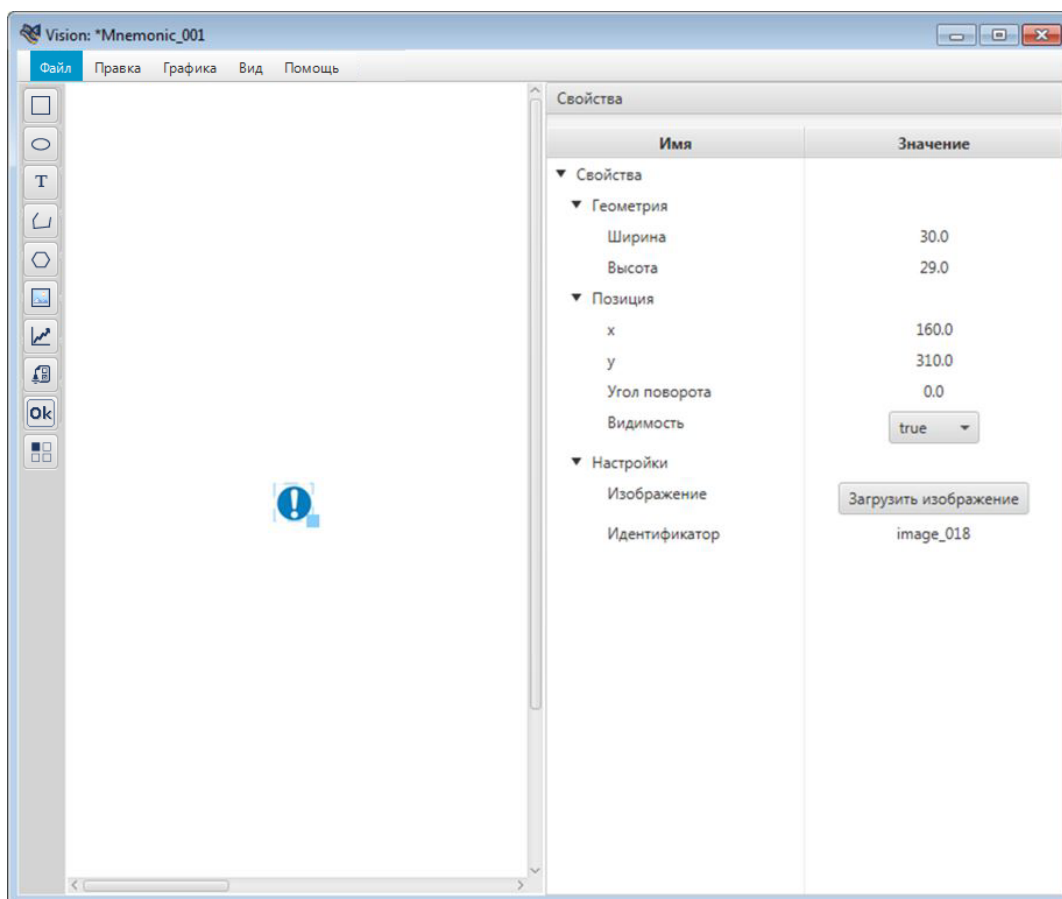 Vision: *Mnemonic_001
Файл Правка Графика Вид Помощь
Свойства
Имя Значение
Свойства
Геометрия
Ширина 30.0
Высота 29.0
Позиция
x 160.0
y 310.0
Угол поворота 0.0
Видимость true
Настройки
Изображение Загрузить изображение
Идентификатор image_018
T
Ok